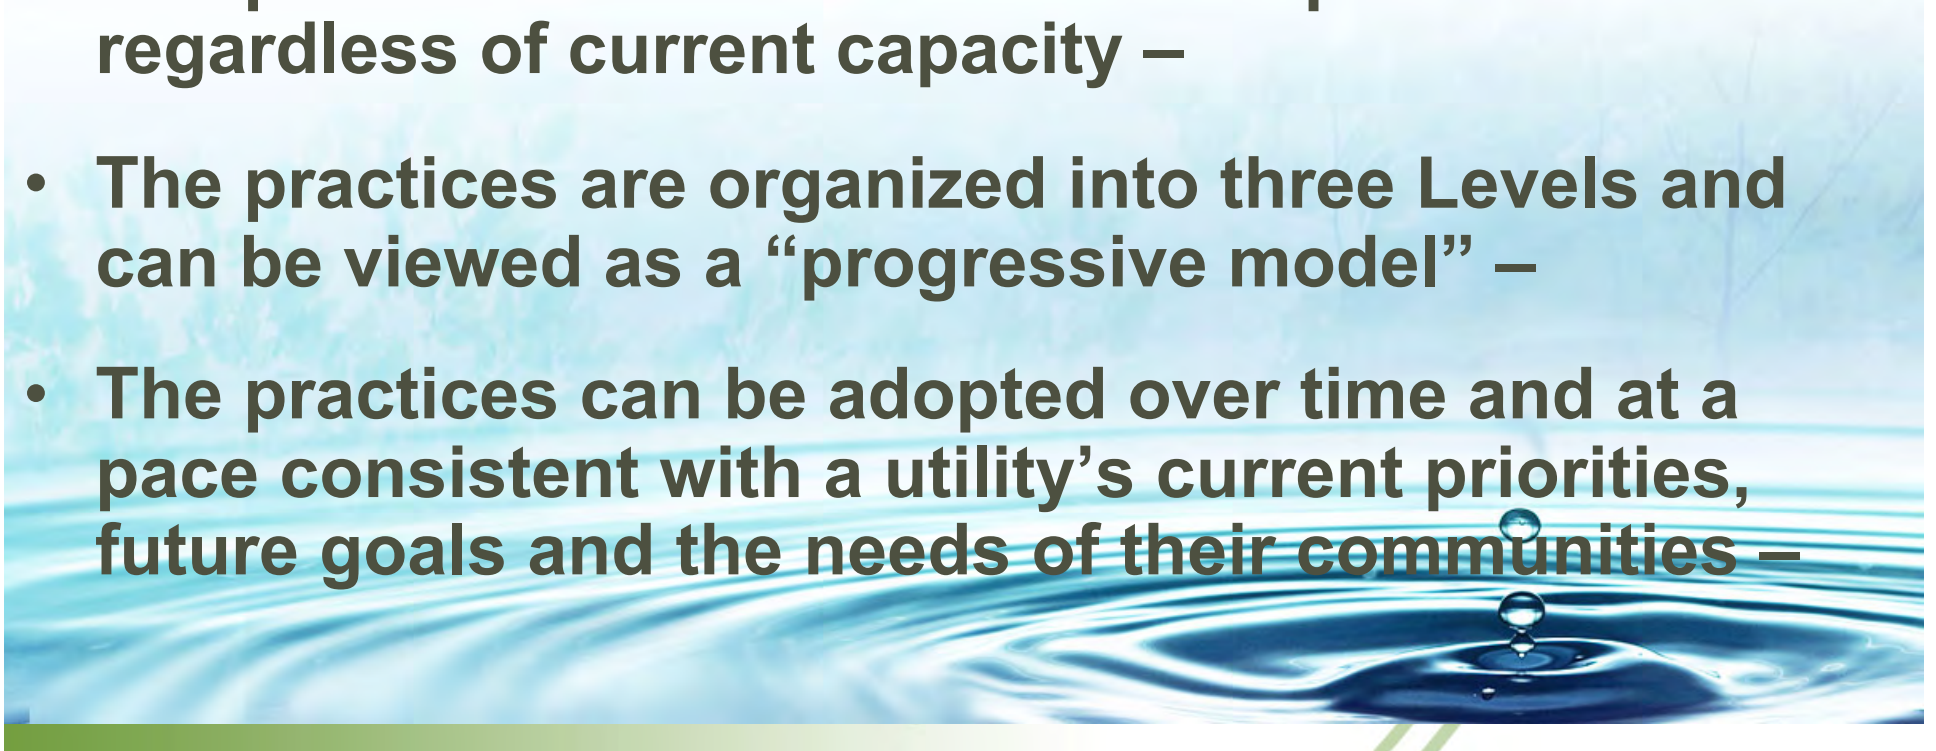 regardless of current capacity –
• The practices are organized into three Levels and
can be viewed as a “progressive model” –
• The practices can be adopted over time and at a
pace consistent with a utility’s current priorities,
future goals and the needs of their communities –